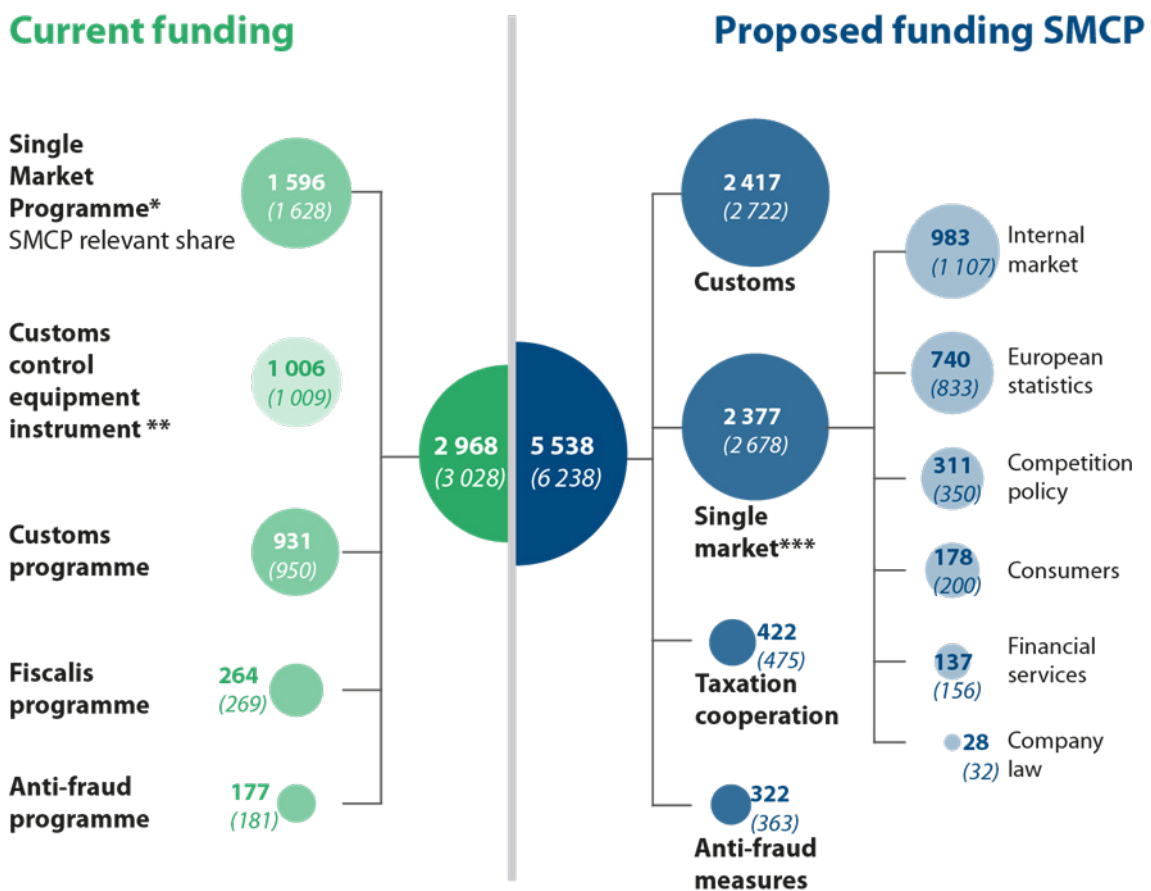 Current funding
Single
Market
Programme*
SMCP relevant share
1 596
(1 628)
Customs
control
equipment
instrument **
1 006
(1 009)
Customs
programme
931
(950)
Fiscalis
programme
264
(269)
Anti-fraud
programme
177
(181)
2 968
(3 028)
Proposed funding SMCP
5 538
(6 238)
2 417
(2 722)
Customs
2 377
(2 678)
Single
market***
422
(475)
Taxation
cooperation
322
(363)
Anti-fraud
measures
983
(1 107)
Internal
market
740
(833)
European
statistics
311
(350)
Competition
policy
178
(200)
Consumers
137
(156)
Financial
services
28
(32)
Company
law